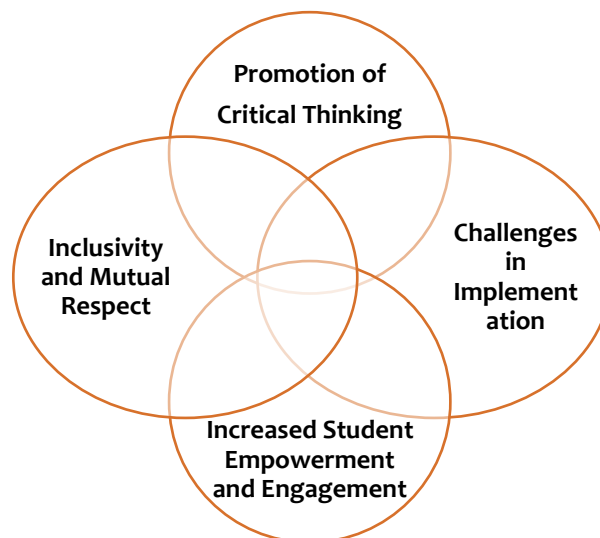 Promotion of
Critical Thinking
Inclusivity
and Mutual
Respect
Challenges
in
Implement
ation
Increased Student
Empowerment
and Engagement